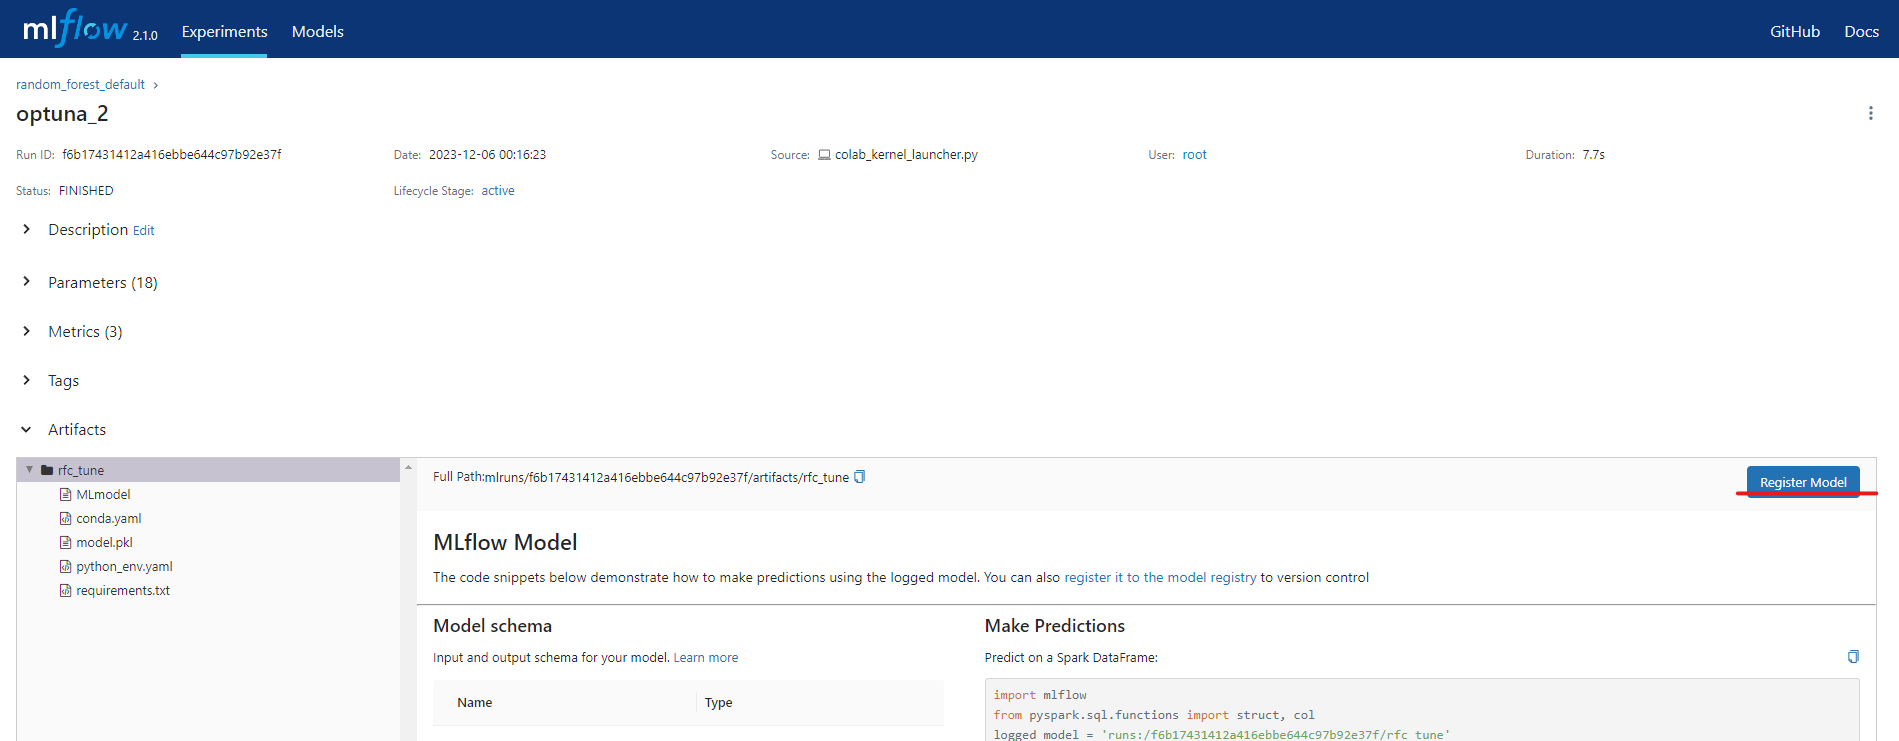 mlflow 2.1.0 Experiments Models GitHub Docs
random_forest_default
optuna_2
Run ID: f6b17431412a416ebbe644c97b92e37f Date: 2023-12-06 00:16:23 Source: colab_kernel_launcher.py User: root Duration: 7.7s
Status: FINISHED Lifecycle Stage: active
Description Edit
Parameters (18)
Metrics (3)
Tags
Artifacts
rfc_tune
MLmodel
conda.yaml
model.pkl
python_env.yaml
requirements.txt
Full Path:mlruns/f6b17431412a416ebbe644c97b92e37f/artifacts/rfc_tune
Register Model
MLflow Model
The code snippets below demonstrate how to make predictions using the logged model. You can also register it to the model registry to version control
Model schema
Input and output schema for your model. Learn more
Name Type
Make Predictions
Predict on a Spark DataFrame:
import mlflow
from pyspark.sql.functions import struct, col
logged_model = 'runs:/f6b17431412a416ebbe644c97b92e37f/rfc_tune'